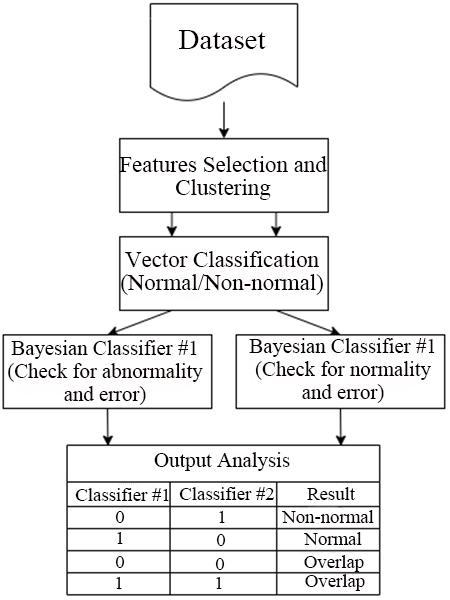 Dataset
Features Selection and
Clustering
Vector Classification
(Normal/Non-normal)
Bayesian Classifier #1
(Check for abnormality
and error)
Bayesian Classifier #1
(Check for normality
and error)
Output Analysis
Classifier #1 Classifier #2 Result
0 1 Non-normal
1 0 Normal
0 0 Overlap
1 1 Overlap